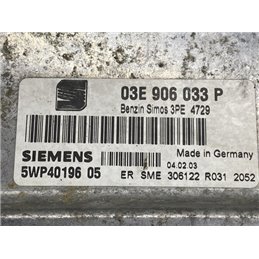 03E 906 033 P
Benzin Simos 3PE 4729
Made in Germany
SIEMENS 04.02.03
5WP40196 05 ER SME 306122 R031 2052